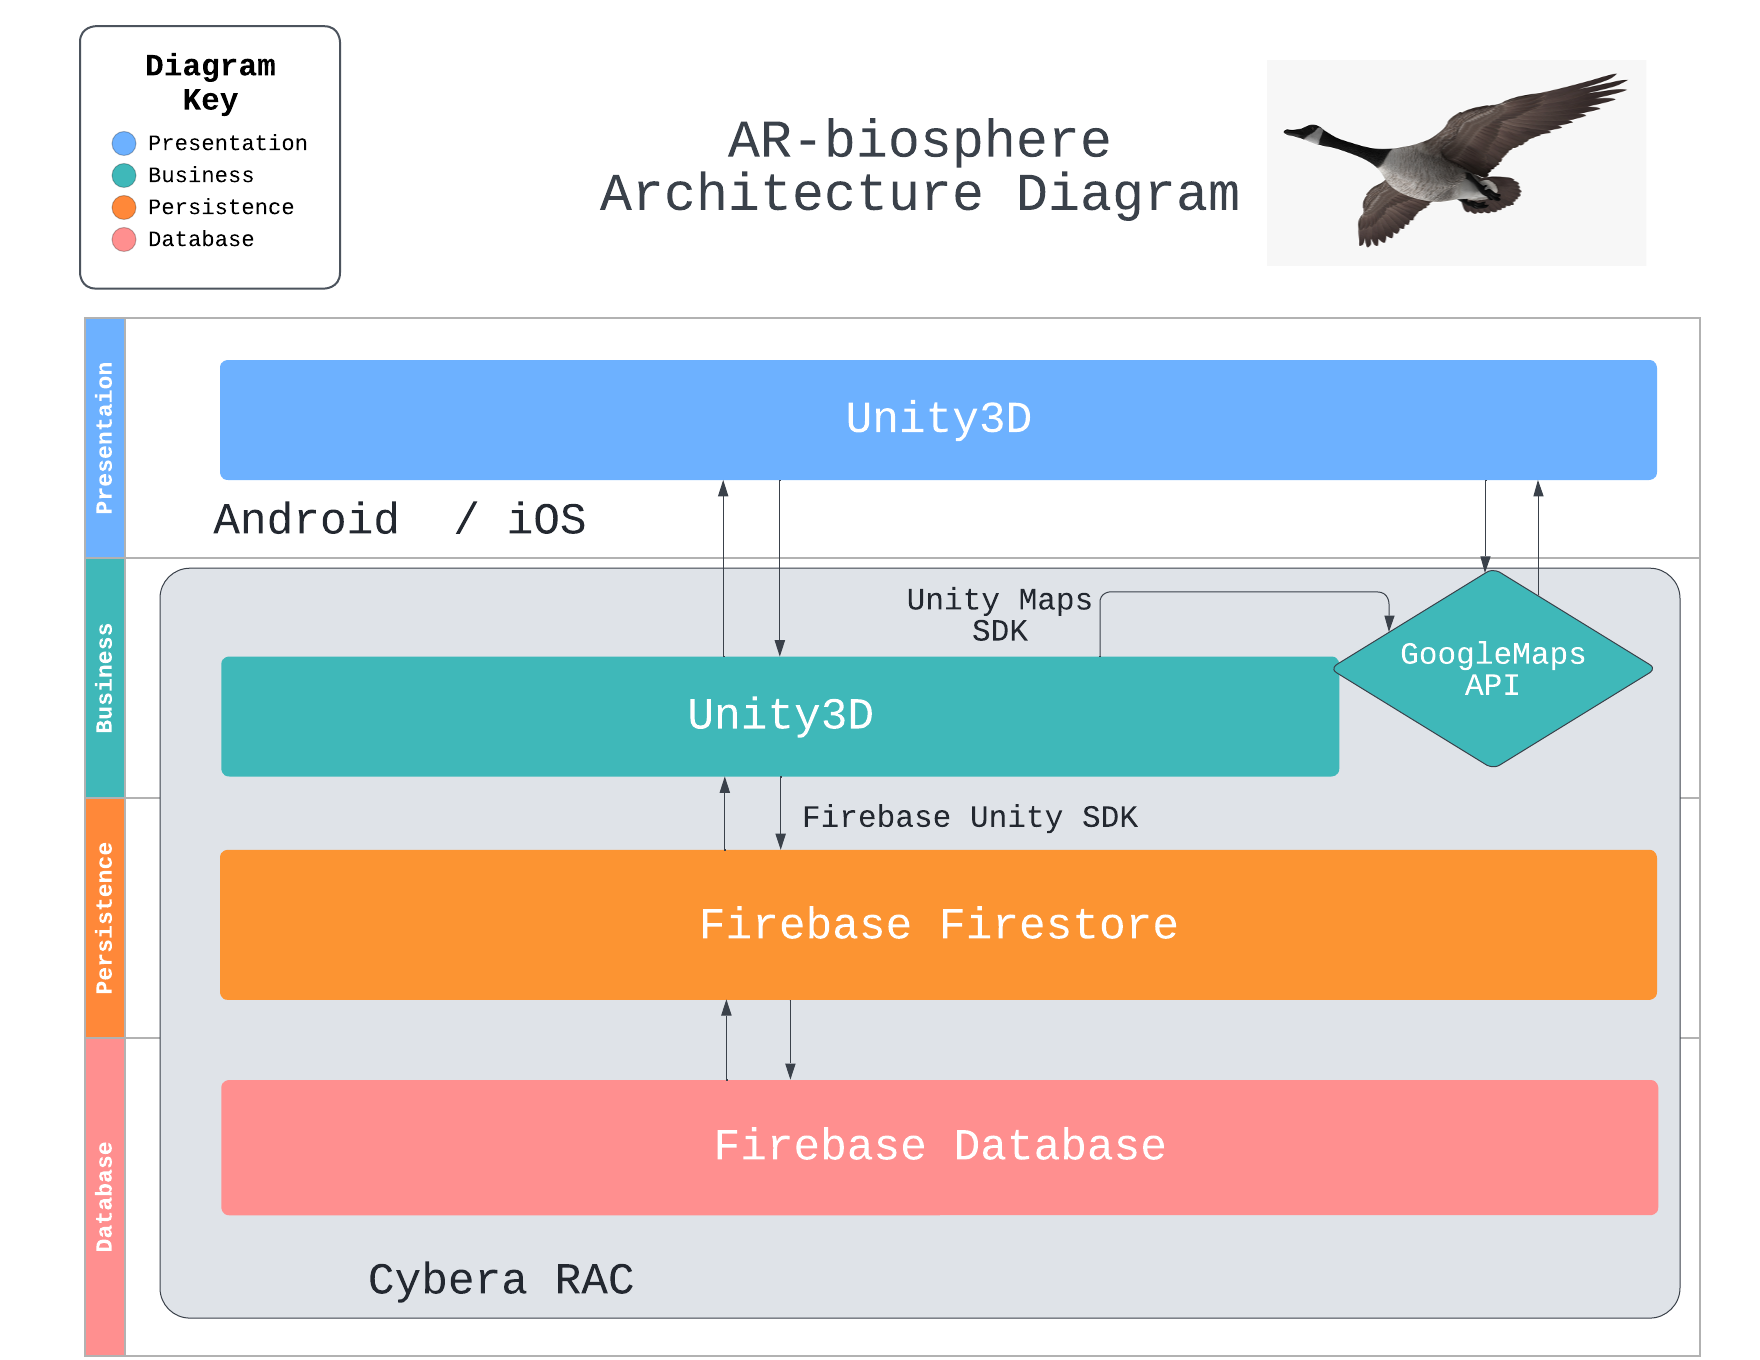 Diagram
Key
Presentation
Business
Persistence
Database
AR-biosphere
Architecture Diagram
Presentaion
Unity3D
Android / iOS
Business
Unity Maps
SDK
GoogleMaps
API
Unity3D
Firebase Unity SDK
Persistence
Firebase Firestore
Database
Firebase Database
Cybera RAC